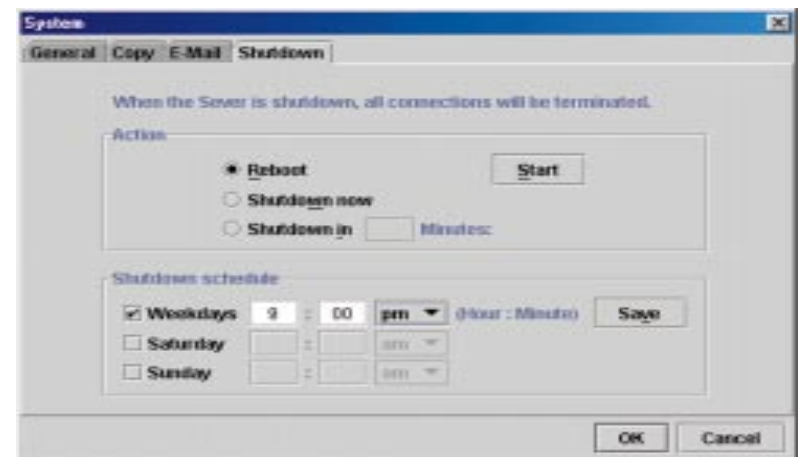 System
General Copy E-Mail Shutdown
When the Sever is shutdown, all connections will be terminated.
Action
Reboot Start
Shutdown now
Shutdown in Minutes:
Shutdown schedule
Weekdays 9 : 00 pm (Hour : Minute) Save
Saturday : am
Sunday : am
OK Cancel